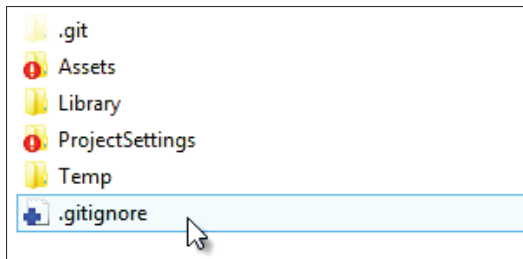 .git
Assets
Library
ProjectSettings
Temp
.gitignore